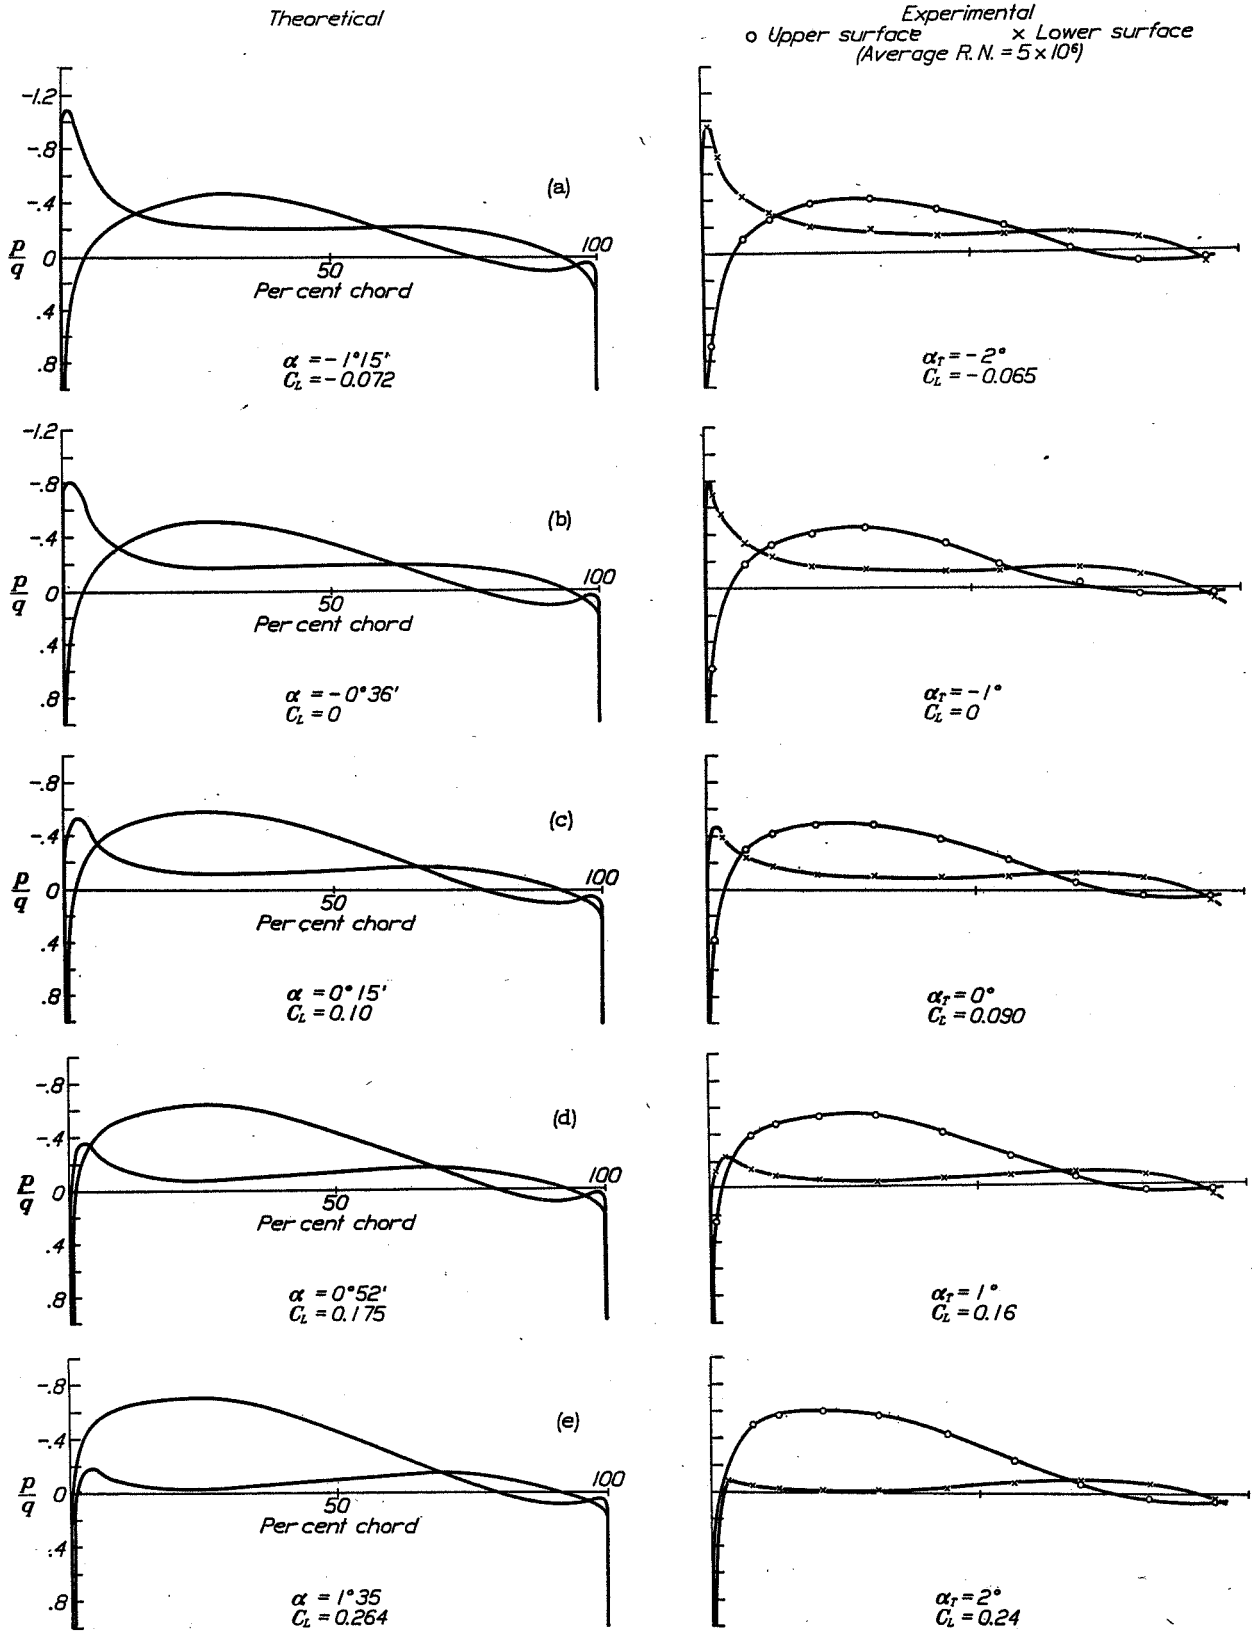 Theoretical
Experimental
o Upper surface x Lower surface
(Average R.N. = 5×10⁶)
-1.2
-.8
-.4
p/q 0
.4
.8
50
100
Per cent chord
(a)
α = -1°15'
C_L = -0.072
α_T = -2°
C_L = -0.065
-1.2
-.8
-.4
p/q 0
.4
.8
50
100
Per cent chord
(b)
α = -0°36'
C_L = 0
α_T = -1°
C_L = 0
-.8
-.4
p/q 0
.4
.8
50
100
Per cent chord
(c)
α = 0°15'
C_L = 0.10
α_T = 0°
C_L = 0.090
-.8
-.4
p/q 0
.4
.8
50
100
Per cent chord
(d)
α = 0°52'
C_L = 0.175
α_T = 1°
C_L = 0.16
-.8
-.4
p/q 0
.4
.8
50
100
Per cent chord
(e)
α = 1°35
C_L = 0.264
α_T = 2°
C_L = 0.24